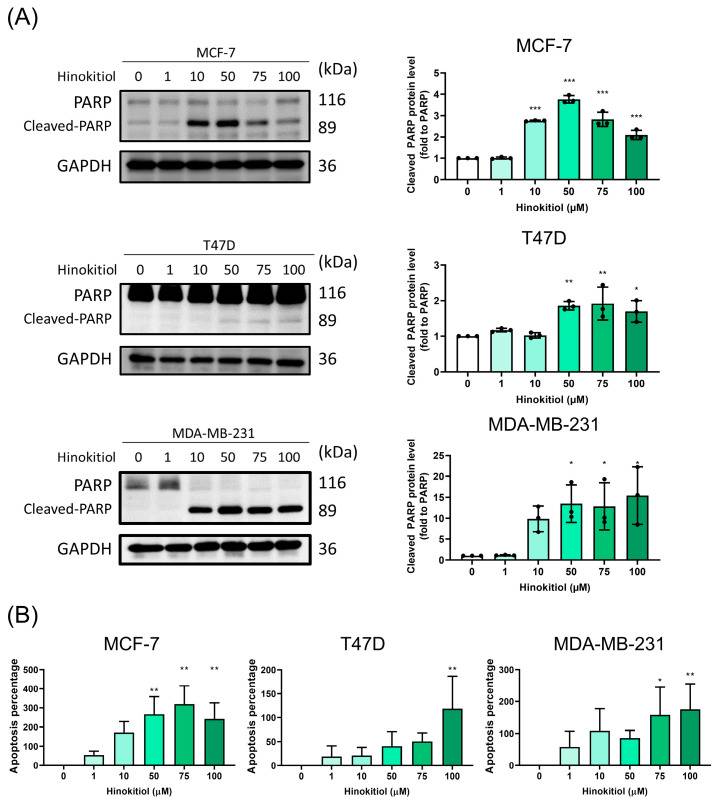 (A)
MCF-7
Hinokitiol 0 1 10 50 75 100 (kDa)
PARP 116
Cleaved-PARP 89
GAPDH 36
MCF-7
Cleaved PARP protein level
(fold to PARP)
5
4
3
2
1
0
***
***
***
***
0 1 10 50 75 100
Hinokitiol (μM)
T47D
Hinokitiol 0 1 10 50 75 100 (kDa)
PARP 116
Cleaved-PARP 89
GAPDH 36
T47D
Cleaved PARP protein level
(fold to PARP)
3
2
1
0
**
**
*
0 1 10 50 75 100
Hinokitiol (μM)
MDA-MB-231
Hinokitiol 0 1 10 50 75 100 (kDa)
PARP 116
Cleaved-PARP 89
GAPDH 36
MDA-MB-231
Cleaved PARP protein level
(fold to PARP)
25
20
15
10
5
0
*
*
*
0 1 10 50 75 100
Hinokitiol (μM)
(B)
MCF-7
Apoptosis percentage
500
400
300
200
100
0
**
**
**
0 1 10 50 75 100
Hinokitiol (μM)
T47D
Apoptosis percentage
200
150
100
50
0
**
0 1 10 50 75 100
Hinokitiol (μM)
MDA-MB-231
Apoptosis percentage
300
200
100
0
*
**
0 1 10 50 75 100
Hinokitiol (μM)